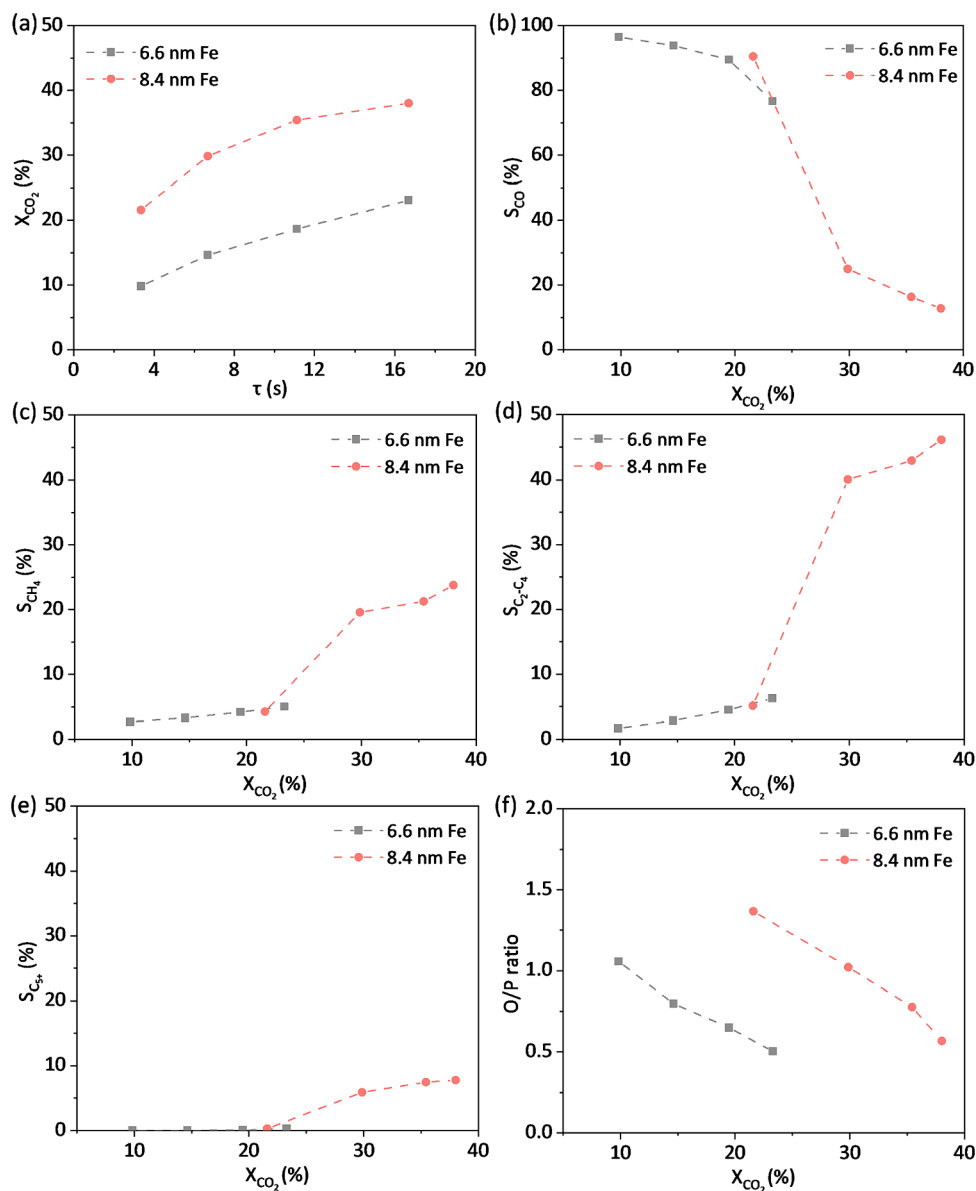 (a)
50
40
30
20
10
0
X_CO₂ (%)
6.6 nm Fe
8.4 nm Fe
0 4 8 12 16 20
τ (s)
(b)
100
80
60
40
20
0
S_CO (%)
6.6 nm Fe
8.4 nm Fe
10 20 30 40
X_CO₂ (%)
(c)
50
40
30
20
10
0
S_CH₄ (%)
6.6 nm Fe
8.4 nm Fe
10 20 30 40
X_CO₂ (%)
(d)
50
40
30
20
10
0
S_C₂-C₄ (%)
6.6 nm Fe
8.4 nm Fe
10 20 30 40
X_CO₂ (%)
(e)
50
40
30
20
10
0
S_C₅₊ (%)
6.6 nm Fe
8.4 nm Fe
10 20 30 40
X_CO₂ (%)
(f)
2.0
1.5
1.0
0.5
0.0
O/P ratio
6.6 nm Fe
8.4 nm Fe
10 20 30 40
X_CO₂ (%)